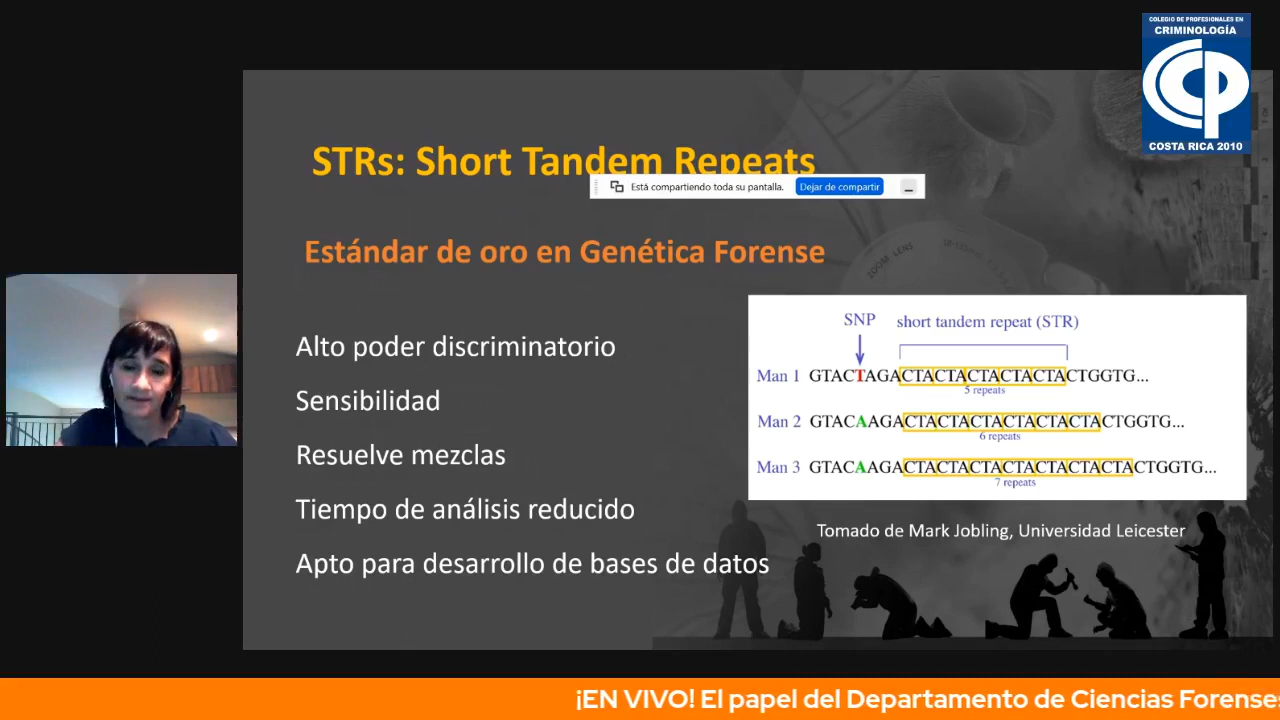 COLEGIO DE PROFESIONALES EN
CRIMINOLOGÍA
COSTA RICA 2010
STRs: Short Tandem Repeats
Está compartiendo toda su pantalla. Dejar de compartir
Estándar de oro en Genética Forense
ZOOM LENS
Alto poder discriminatorio
Sensibilidad
Resuelve mezclas
Tiempo de análisis reducido
Apto para desarrollo de bases de datos
SNP short tandem repeat (STR)
Man 1 GTACTAGACTACTACTACTACTACTGGTG...
5 repeats
Man 2 GTACAAGACTACTACTACTACTACTACTGGTG...
6 repeats
Man 3 GTACAAGACTACTACTACTACTACTACTACTGGTG...
7 repeats
Tomado de Mark Jobling, Universidad Leicester
¡EN VIVO! El papel del Departamento de Ciencias Forenses